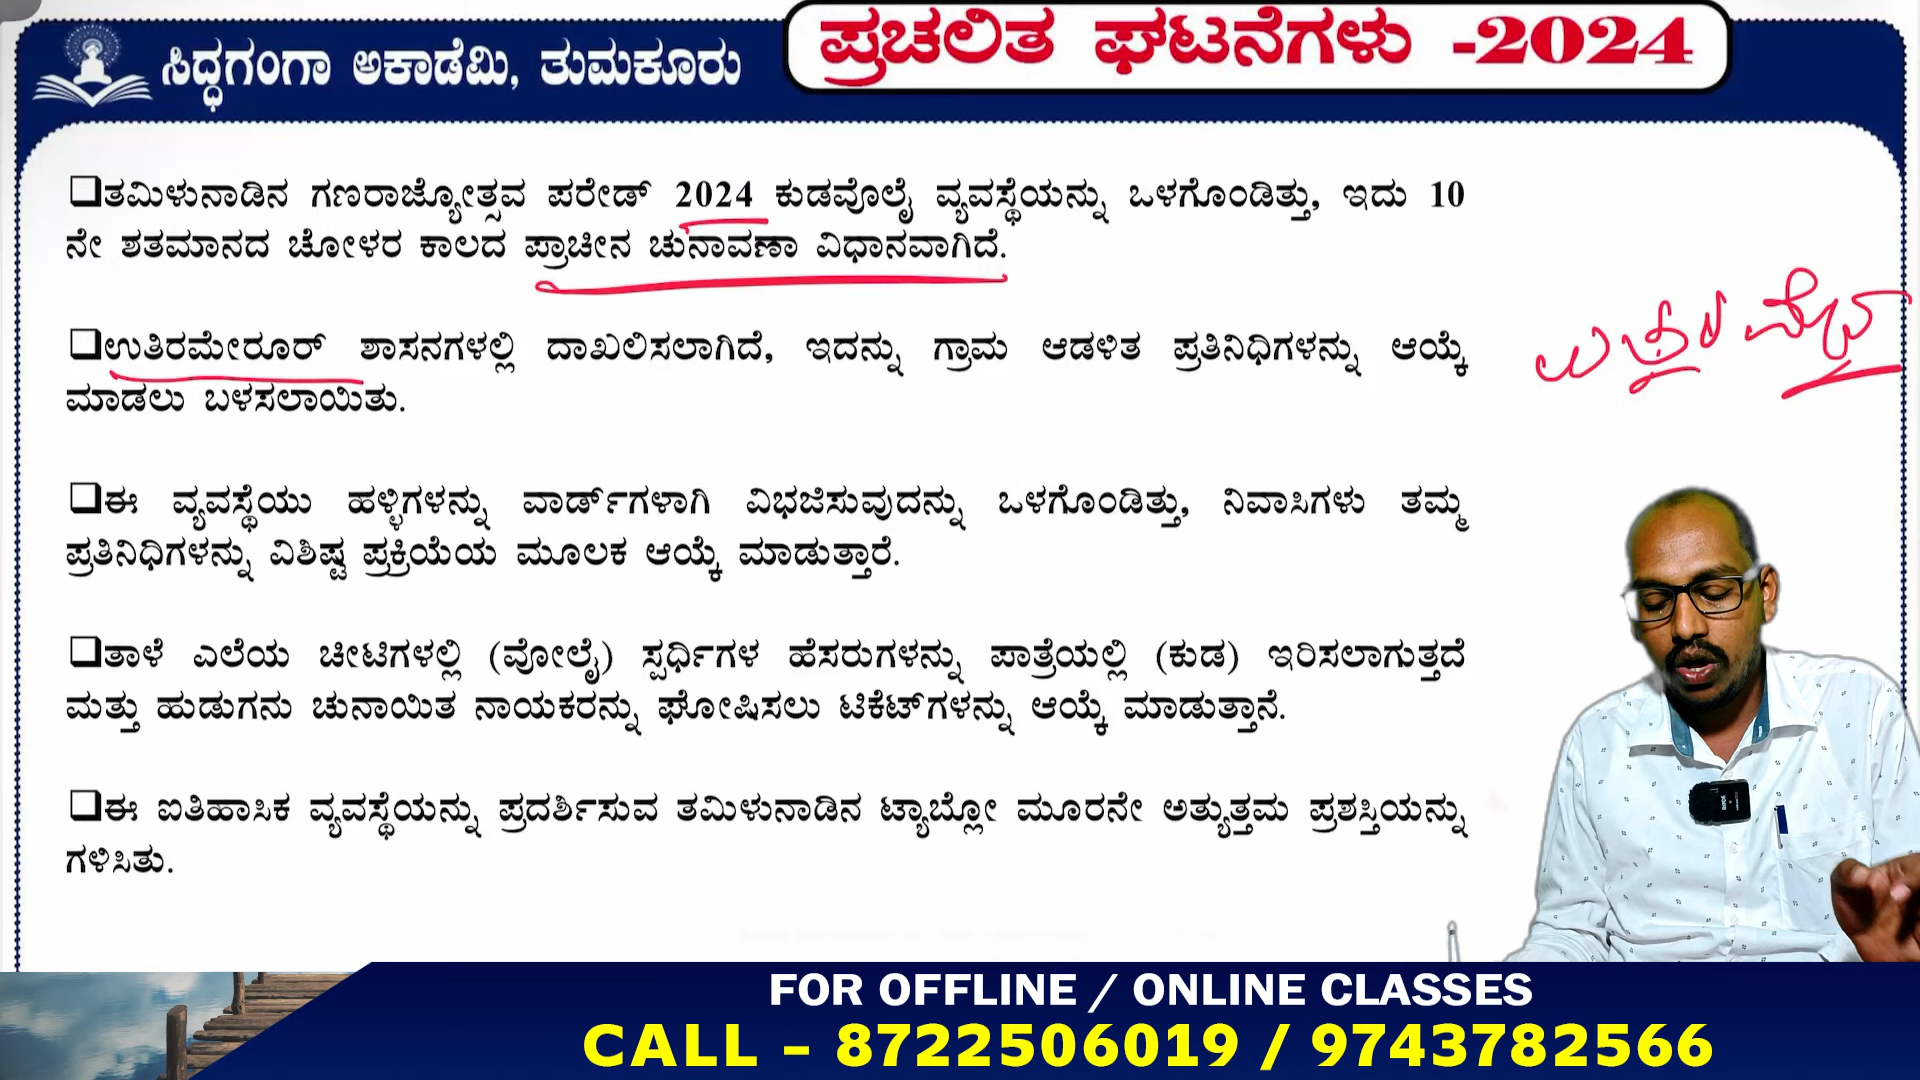 ಸಿದ್ಧಗಂಗಾ ಅಕಾಡೆಮಿ, ತುಮಕೂರು
ಪ್ರಚಲಿತ ಘಟನೆಗಳು -2024
❑ತಮಿಳುನಾಡಿನ ಗಣರಾಜ್ಯೋತ್ಸವ ಪರೇಡ್ 2024 ಕುಡವೊಲೈ ವ್ಯವಸ್ಥೆಯನ್ನು ಒಳಗೊಂಡಿತ್ತು, ಇದು 10
ನೇ ಶತಮಾನದ ಚೋಳರ ಕಾಲದ ಪ್ರಾಚೀನ ಚುನಾವಣಾ ವಿಧಾನವಾಗಿದೆ.
❑ಉತಿರಮೇರೂರ್ ಶಾಸನಗಳಲ್ಲಿ ದಾಖಲಿಸಲಾಗಿದೆ, ಇದನ್ನು ಗ್ರಾಮ ಆಡಳಿತ ಪ್ರತಿನಿಧಿಗಳನ್ನು ಆಯ್ಕೆ
ಮಾಡಲು ಬಳಸಲಾಯಿತು.
❑ಈ ವ್ಯವಸ್ಥೆಯು ಹಳ್ಳಿಗಳನ್ನು ವಾರ್ಡ್‌ಗಳಾಗಿ ವಿಭಜಿಸುವುದನ್ನು ಒಳಗೊಂಡಿತ್ತು, ನಿವಾಸಿಗಳು ತಮ್ಮ
ಪ್ರತಿನಿಧಿಗಳನ್ನು ವಿಶಿಷ್ಟ ಪ್ರಕ್ರಿಯೆಯ ಮೂಲಕ ಆಯ್ಕೆ ಮಾಡುತ್ತಾರೆ.
❑ತಾಳೆ ಎಲೆಯ ಚೀಟಿಗಳಲ್ಲಿ (ವೋಲೈ) ಸ್ಪರ್ಧಿಗಳ ಹೆಸರುಗಳನ್ನು ಪಾತ್ರೆಯಲ್ಲಿ (ಕುಡ) ಇರಿಸಲಾಗುತ್ತದೆ
ಮತ್ತು ಹುಡುಗನು ಚುನಾಯಿತ ನಾಯಕರನ್ನು ಘೋಷಿಸಲು ಟಿಕೆಟ್‌ಗಳನ್ನು ಆಯ್ಕೆ ಮಾಡುತ್ತಾನೆ.
❑ಈ ಐತಿಹಾಸಿಕ ವ್ಯವಸ್ಥೆಯನ್ನು ಪ್ರದರ್ಶಿಸುವ ತಮಿಳುನಾಡಿನ ಟ್ಯಾಬ್ಲೋ ಮೂರನೇ ಅತ್ಯುತ್ತಮ ಪ್ರಶಸ್ತಿಯನ್ನು
ಗಳಿಸಿತು.
FOR OFFLINE / ONLINE CLASSES
CALL – 8722506019 / 9743782566